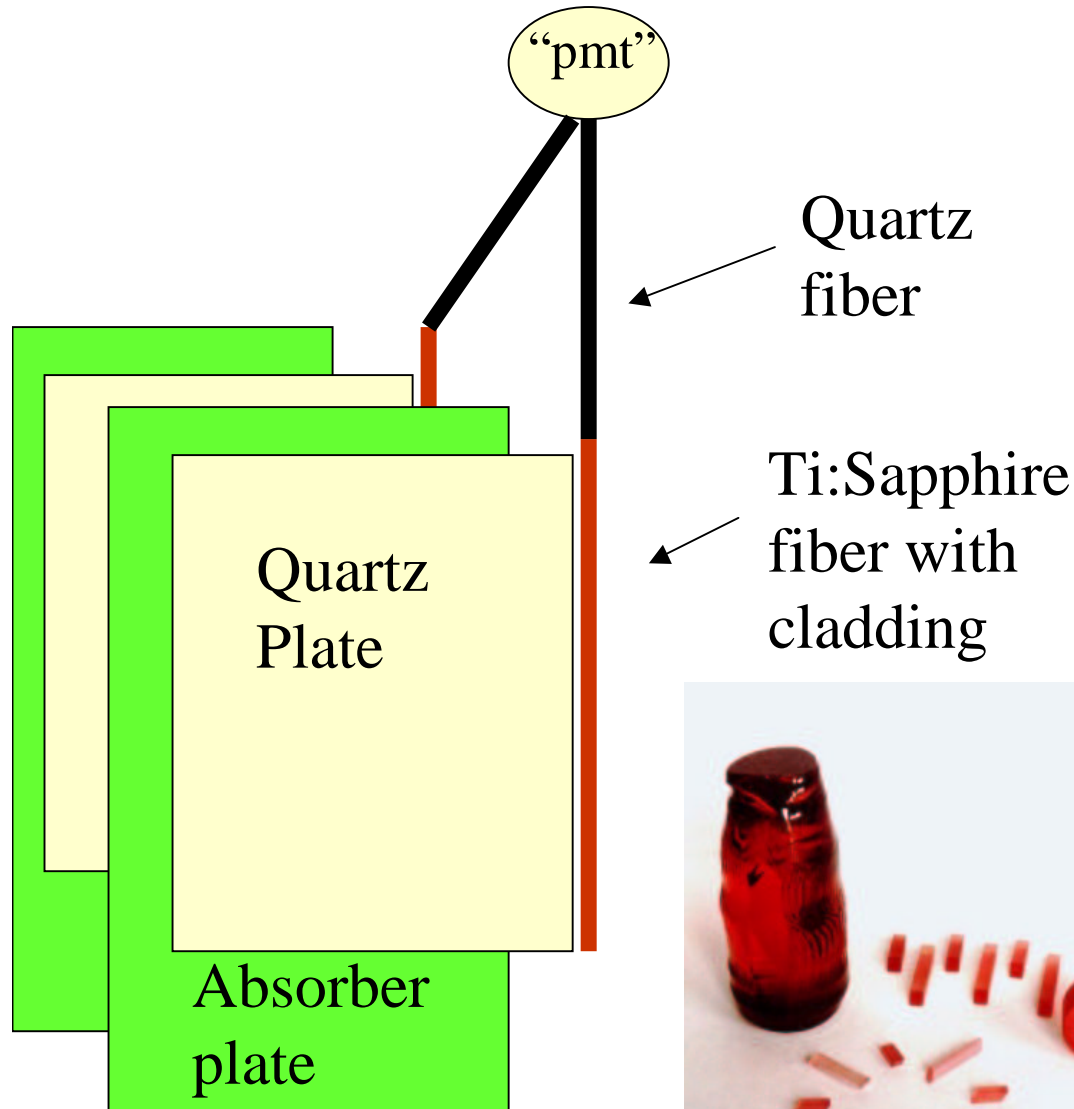 “pmt”
Quartz
fiber
Ti:Sapphire
fiber with
cladding
Quartz
Plate
Absorber
plate